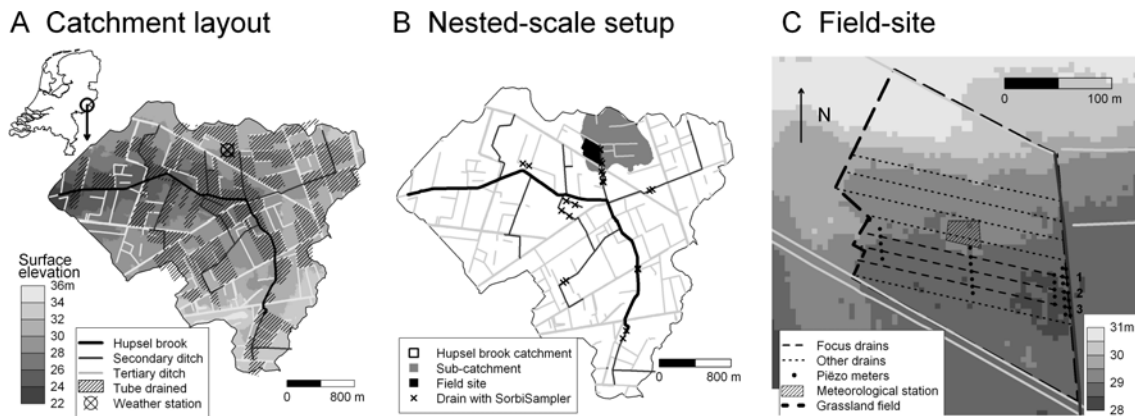 A Catchment layout
Surface
elevation
36m
34
32
30
28
26
24
22
Hupsel brook
Secondary ditch
Tertiary ditch
Tube drained
Weather station
0
800 m
B Nested-scale setup
Hupsel Brook catchment
Sub-catchment
Field site
Drain with SorbiSampler
0
800 m
C Field-site
0
100 m
N
1
2
3
Focus drains
Other drains
Piëzo meters
Meteorological station
Grassland field
31m
30
29
28